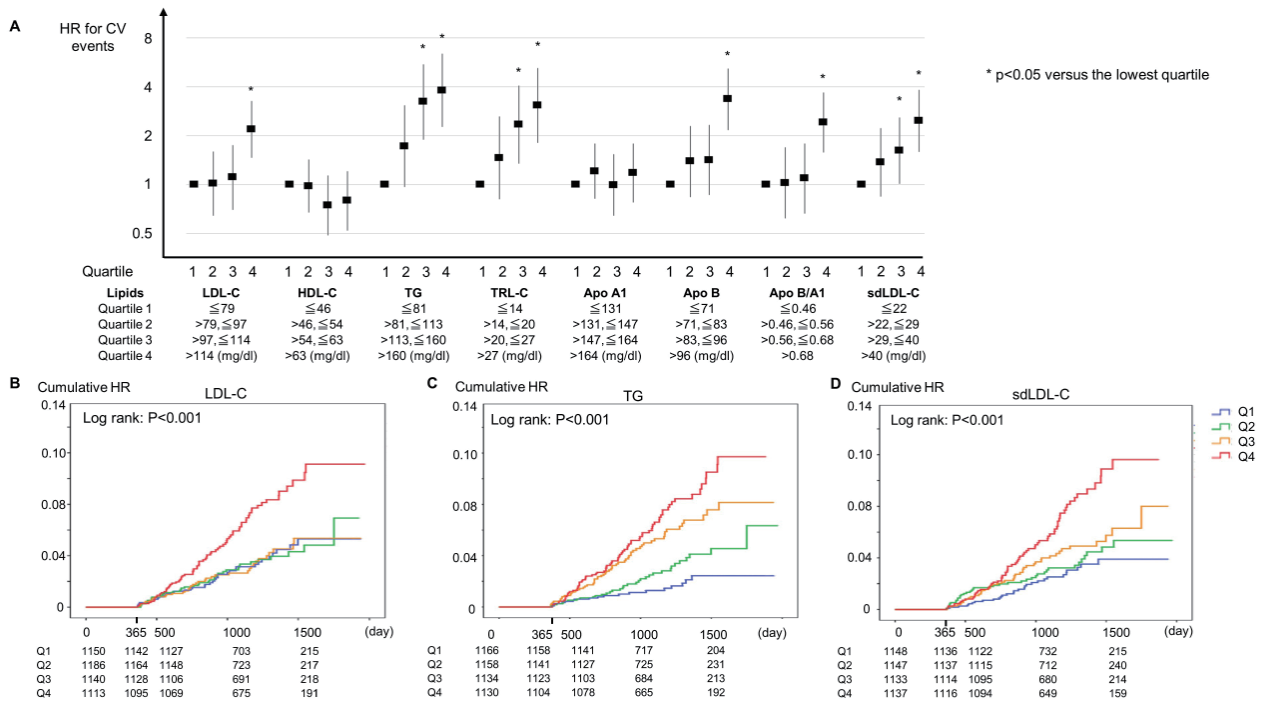 A
HR for CV
events
8
4
2
1
0.5
* * * * * * * * *
* p<0.05 versus the lowest quartile
Quartile 1 2 3 4 1 2 3 4 1 2 3 4 1 2 3 4 1 2 3 4 1 2 3 4 1 2 3 4 1 2 3 4
Lipids LDL-C HDL-C TG TRL-C Apo A1 Apo B Apo B/A1 sdLDL-C
Quartile 1 ≦79 ≦46 ≦81 ≦14 ≦131 ≦71 ≦0.46 ≦22
Quartile 2 >79,≦97 >46,≦54 >81,≦113 >14,≦20 >131,≦147 >71,≦83 >0.46,≦0.56 >22,≦29
Quartile 3 >97,≦114 >54,≦63 >113,≦160 >20,≦27 >147,≦164 >83,≦96 >0.56,≦0.68 >29,≦40
Quartile 4 >114 (mg/dl) >63 (mg/dl) >160 (mg/dl) >27 (mg/dl) >164 (mg/dl) >96 (mg/dl) >0.68 >40 (mg/dl)
B
Cumulative HR
LDL-C
0.14
Log rank: P<0.001
0.10
0.08
0.04
0
0 365 500 1000 1500 (day)
Q1 1150 1142 1127 703 215
Q2 1186 1164 1148 723 217
Q3 1140 1128 1106 691 218
Q4 1113 1095 1069 675 191
C
Cumulative HR
TG
0.14
Log rank: P<0.001
0.10
0.08
0.04
0
0 365 500 1000 1500 (day)
Q1 1166 1158 1141 717 204
Q2 1158 1141 1127 725 231
Q3 1134 1123 1103 684 213
Q4 1130 1104 1078 665 192
D
Cumulative HR
sdLDL-C
0.14
Log rank: P<0.001
0.10
0.08
0.04
0
0 365 500 1000 1500 (day)
Q1 1148 1136 1122 732 215
Q2 1147 1137 1115 712 240
Q3 1133 1114 1095 680 214
Q4 1137 1116 1094 649 159
Q1
Q2
Q3
Q4